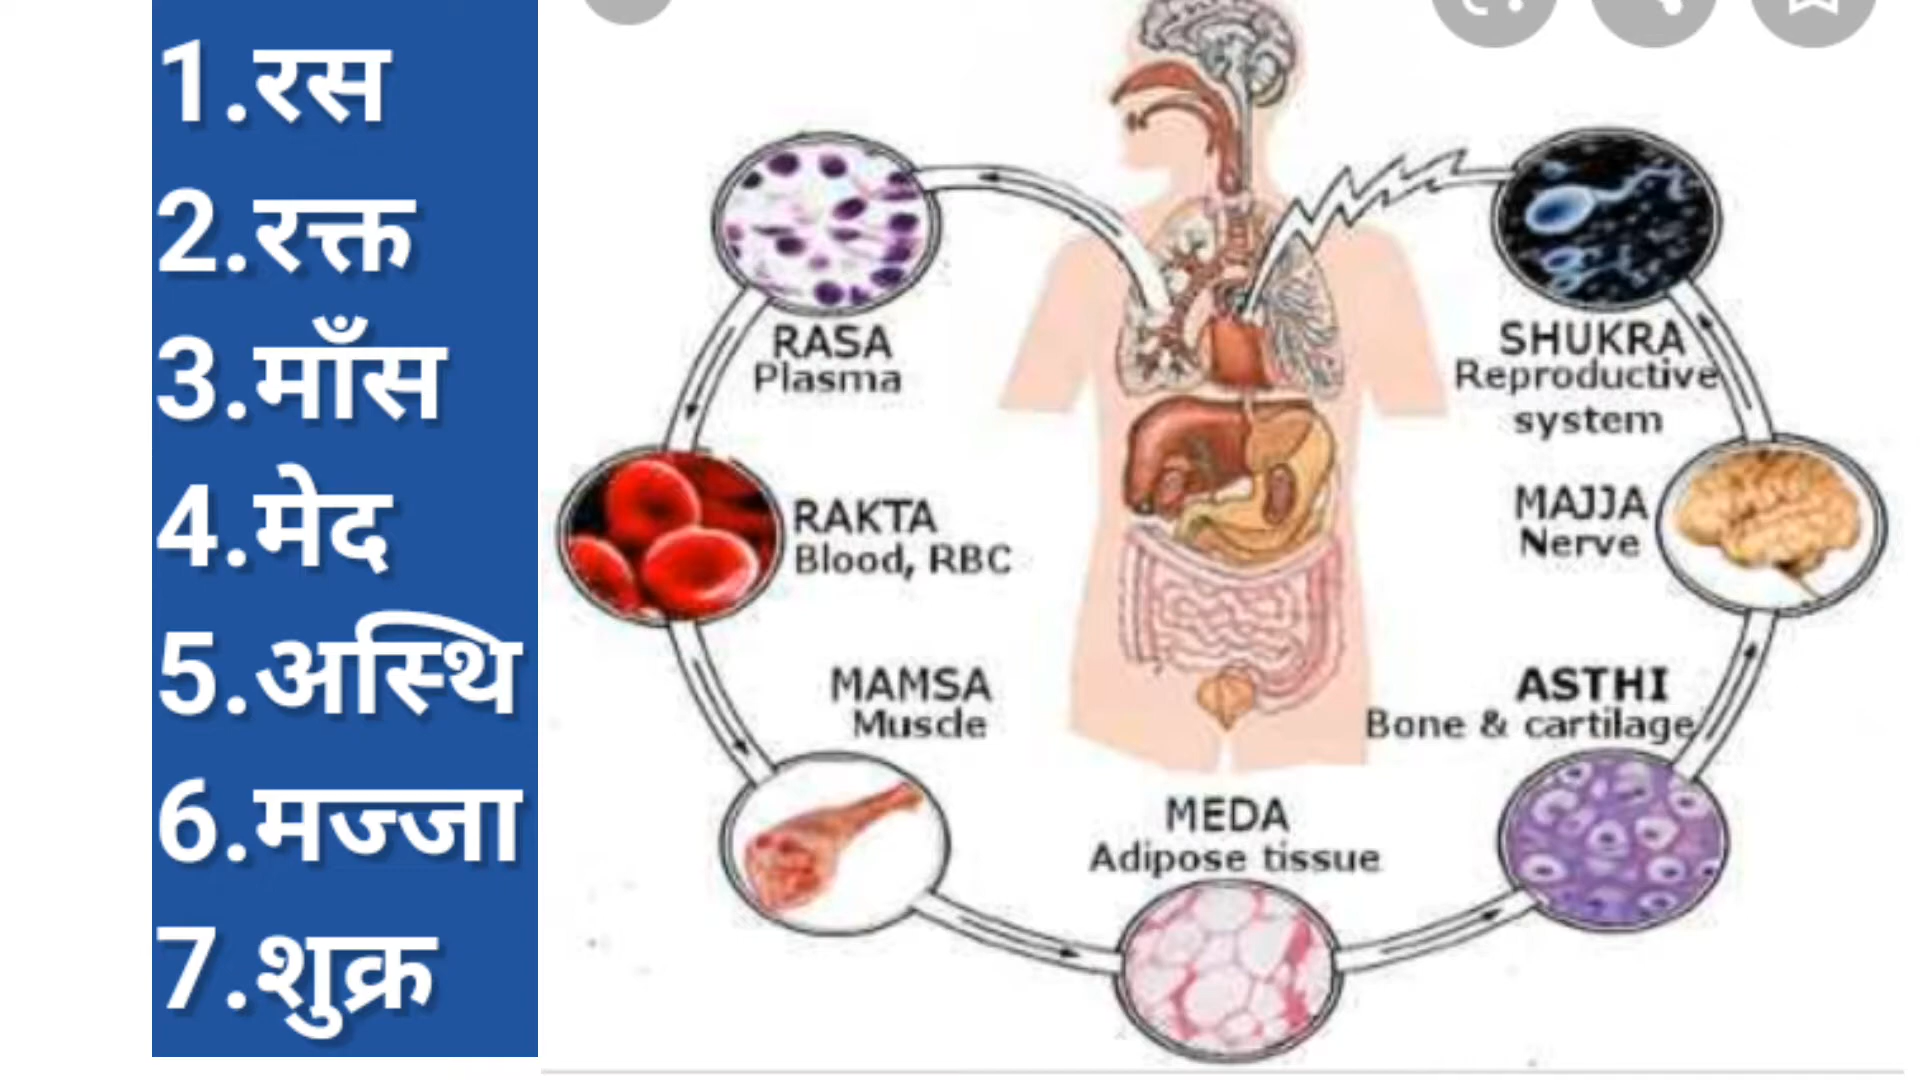 1.रस
2.रक्त
3.माँस
4.मेद
5.अस्थि
6.मज्जा
7.शुक्र
RASA
Plasma
RAKTA
Blood, RBC
MAMSA
Muscle
MEDA
Adipose tissue
ASTHI
Bone & cartilage
MAJJA
Nerve
SHUKRA
Reproductive
system